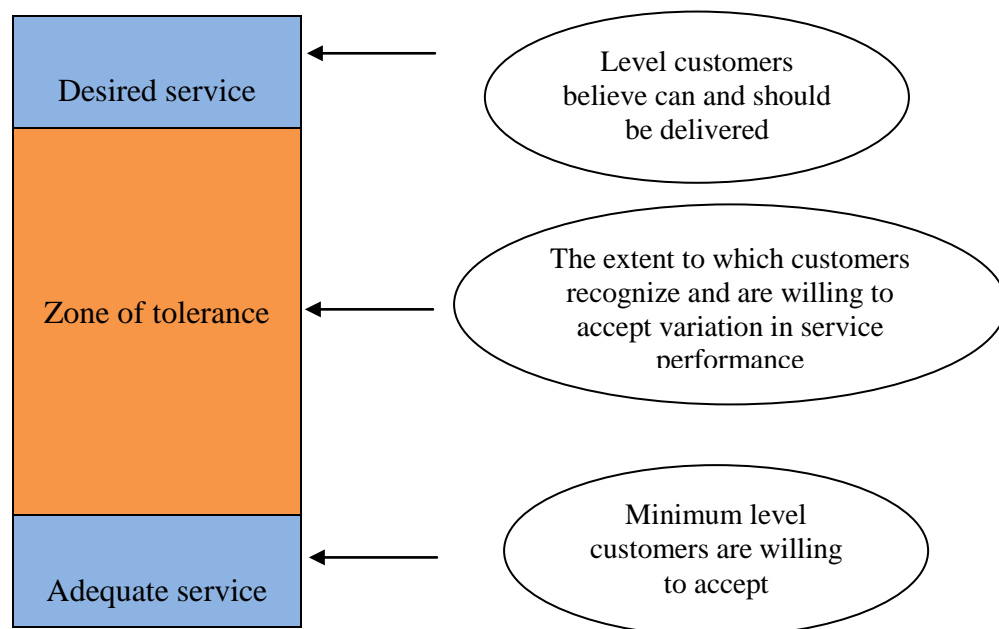 Desired service
Level customers
believe can and should
be delivered
Zone of tolerance
The extent to which customers
recognize and are willing to
accept variation in service
performance
Adequate service
Minimum level
customers are willing
to accept